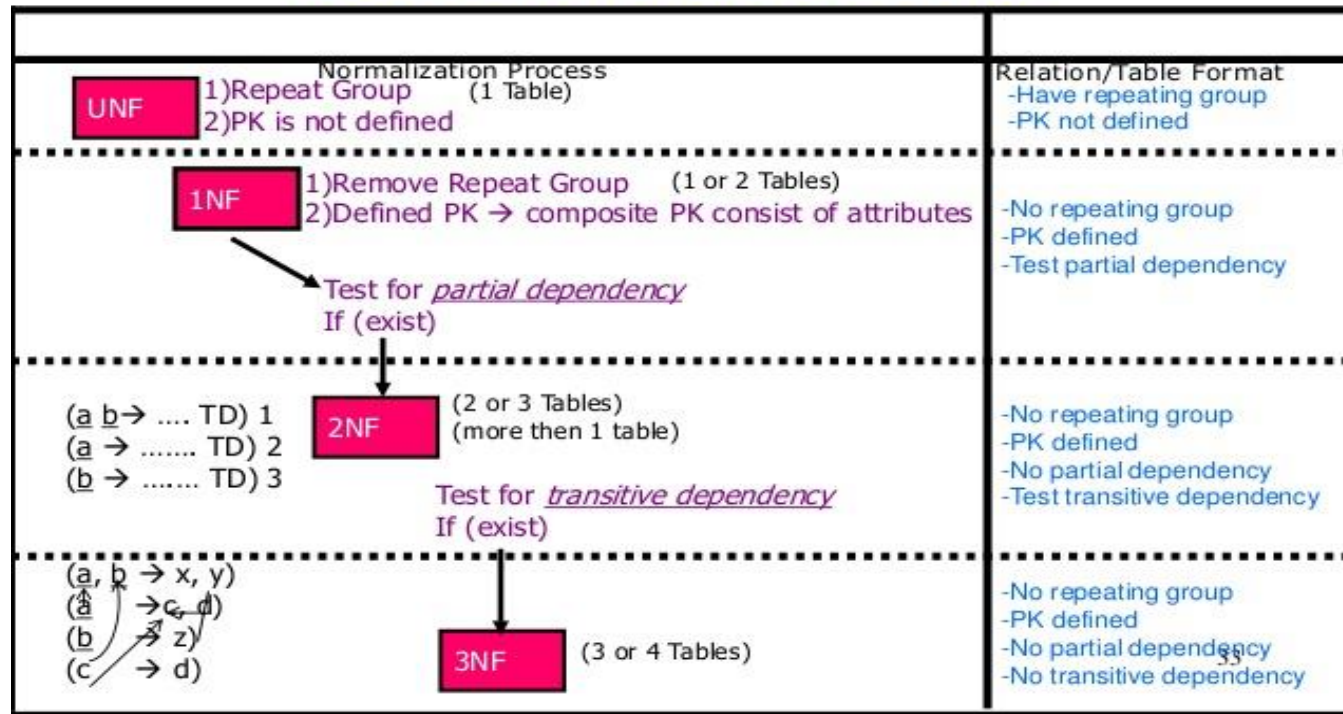 Normalization Process
Relation/Table Format
UNF
1)Repeat Group (1 Table)
2)PK is not defined
-Have repeating group
-PK not defined
1NF
1)Remove Repeat Group (1 or 2 Tables)
2)Defined PK → composite PK consist of attributes
Test for partial dependency
If (exist)
-No repeating group
-PK defined
-Test partial dependency
(a b→ .... TD) 1
(a → ....... TD) 2
(b → ....... TD) 3
2NF
(2 or 3 Tables)
(more then 1 table)
Test for transitive dependency
If (exist)
-No repeating group
-PK defined
-No partial dependency
-Test transitive dependency
(a, b → x, y)
(a →c, d)
(b → z)
(c → d)
3NF
(3 or 4 Tables)
-No repeating group
-PK defined
-No partial dependency
-No transitive dependency
33